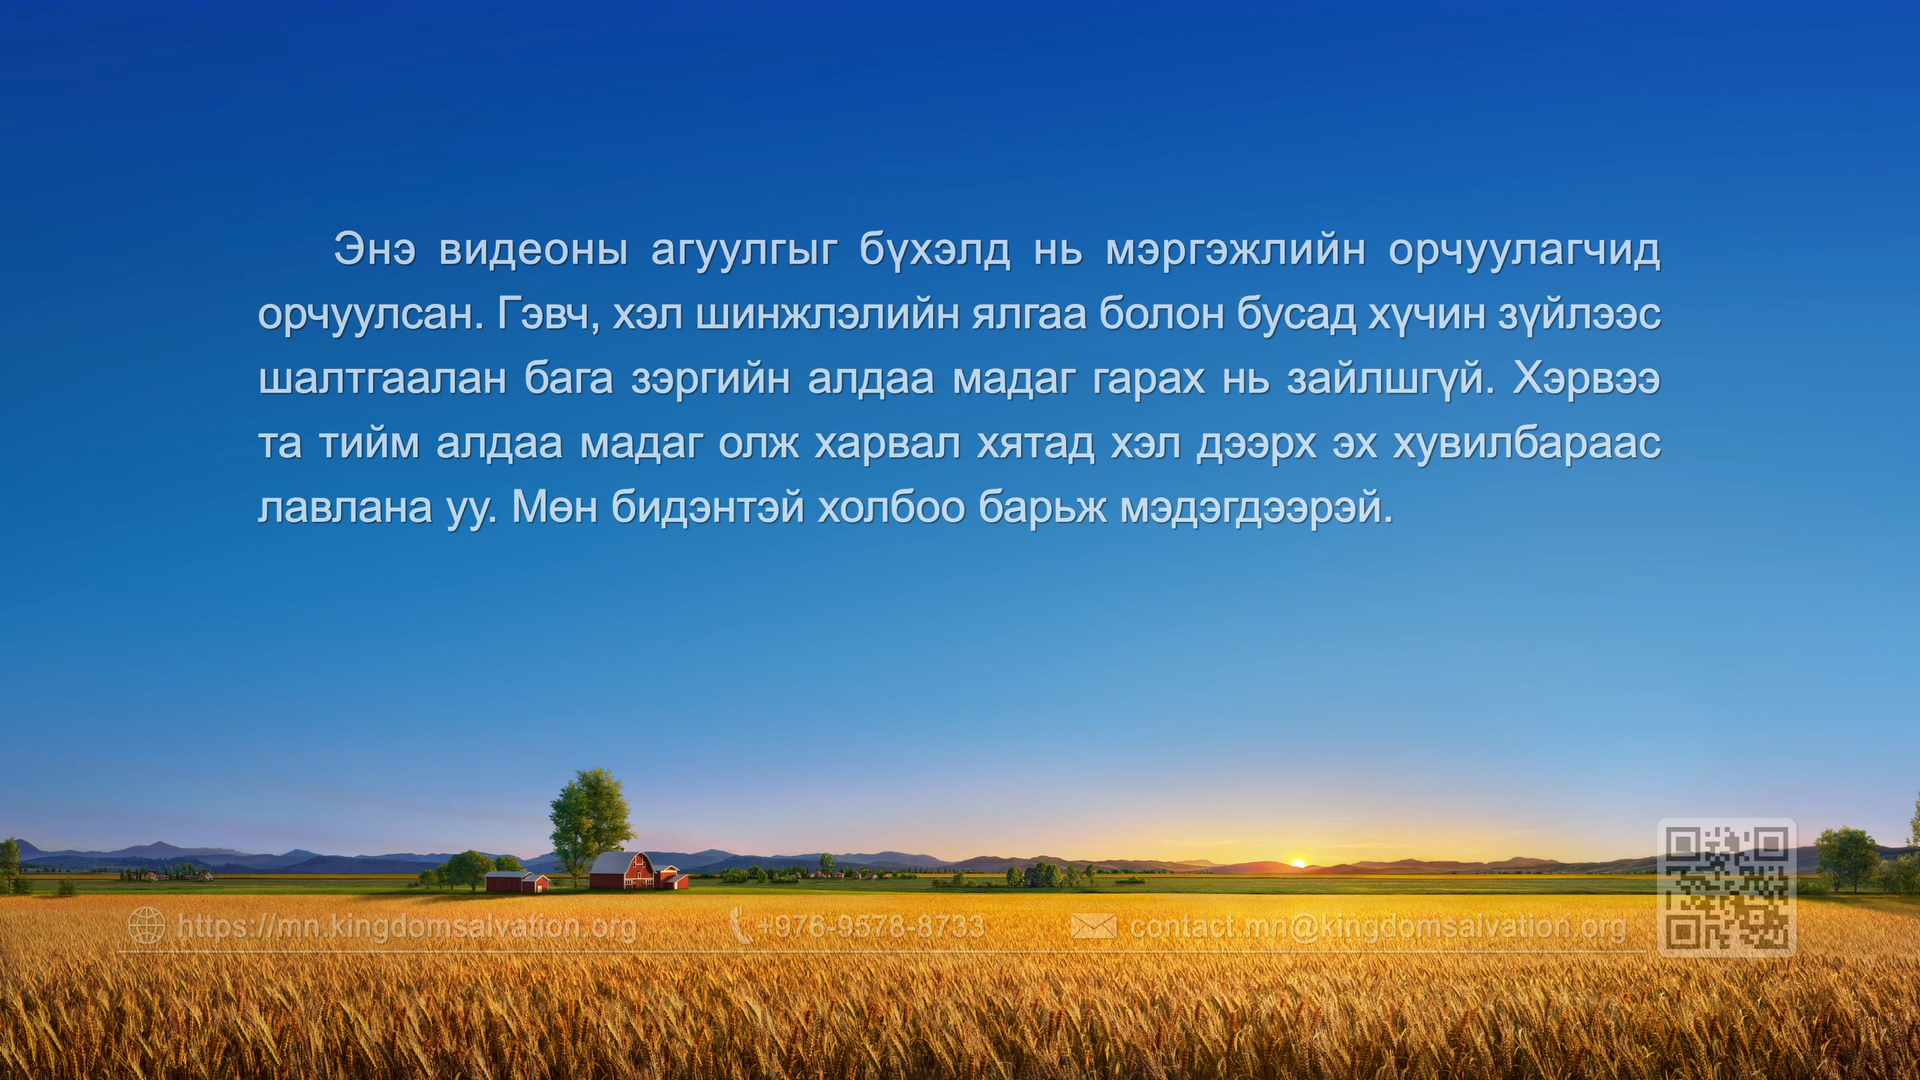 Энэ видеоны агуулгыг бүхэлд нь мэргэжлийн орчуулагчид
орчуулсан. Гэвч, хэл шинжлэлийн ялгаа болон бусад хүчин зүйлээс
шалтгаалан бага зэргийн алдаа мадаг гарах нь зайлшгүй. Хэрвээ
та тийм алдаа мадаг олж харвал хятад хэл дээрх эх хувилбараас
лавлана уу. Мөн бидэнтэй холбоо барьж мэдэгдээрэй.
https://mn.kingdomsalvation.org +976-9578-8733 contact.mn@kingdomsalvation.org